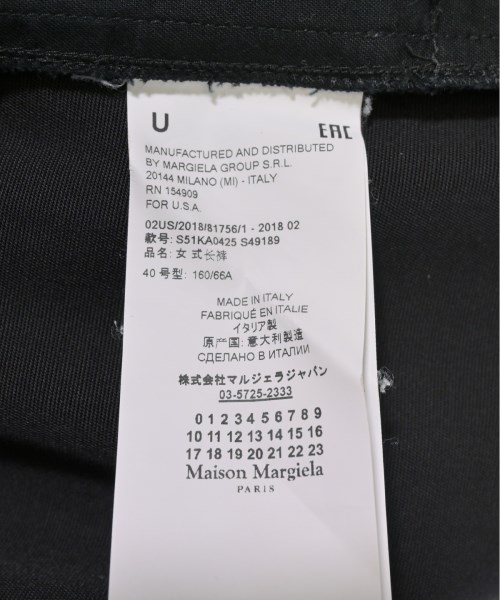 U EAC
MANUFACTURED AND DISTRIBUTED
BY MARGIELA GROUP S.R.L.
20144 MILANO (MI) - ITALY
RN 154909
FOR U.S.A.
02US/2018/81756/1 - 2018 02
款号: S51KA0425 S49189
品名: 女 式长裤
40 号型: 160/66A
MADE IN ITALY
FABRIQUÉ EN ITALIE
イタリア製
原产国: 意大利製造
СДЕЛАНО В ИТАЛИИ
株式会社マルジェラジャパン
03-5725-2333
0 1 2 3 4 5 6 7 8 9
10 11 12 13 14 15 16
17 18 19 20 21 22 23
Maison Margiela
PARIS